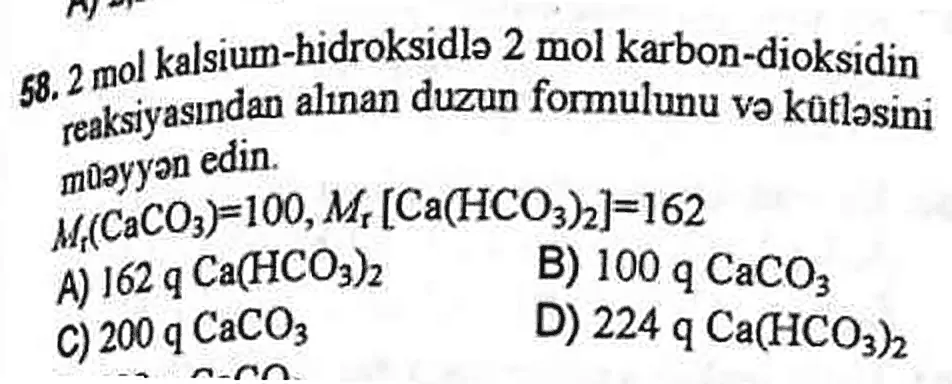 58. 2 mol kalsium-hidroksidlə 2 mol karbon-dioksidin
reaksiyasından alınan duzun formulunu və kütləsini
müəyyən edin.
Mᵣ(CaCO₃)=100, Mᵣ [Ca(HCO₃)₂]=162
A) 162 q Ca(HCO₃)₂ B) 100 q CaCO₃
C) 200 q CaCO₃ D) 224 q Ca(HCO₃)₂